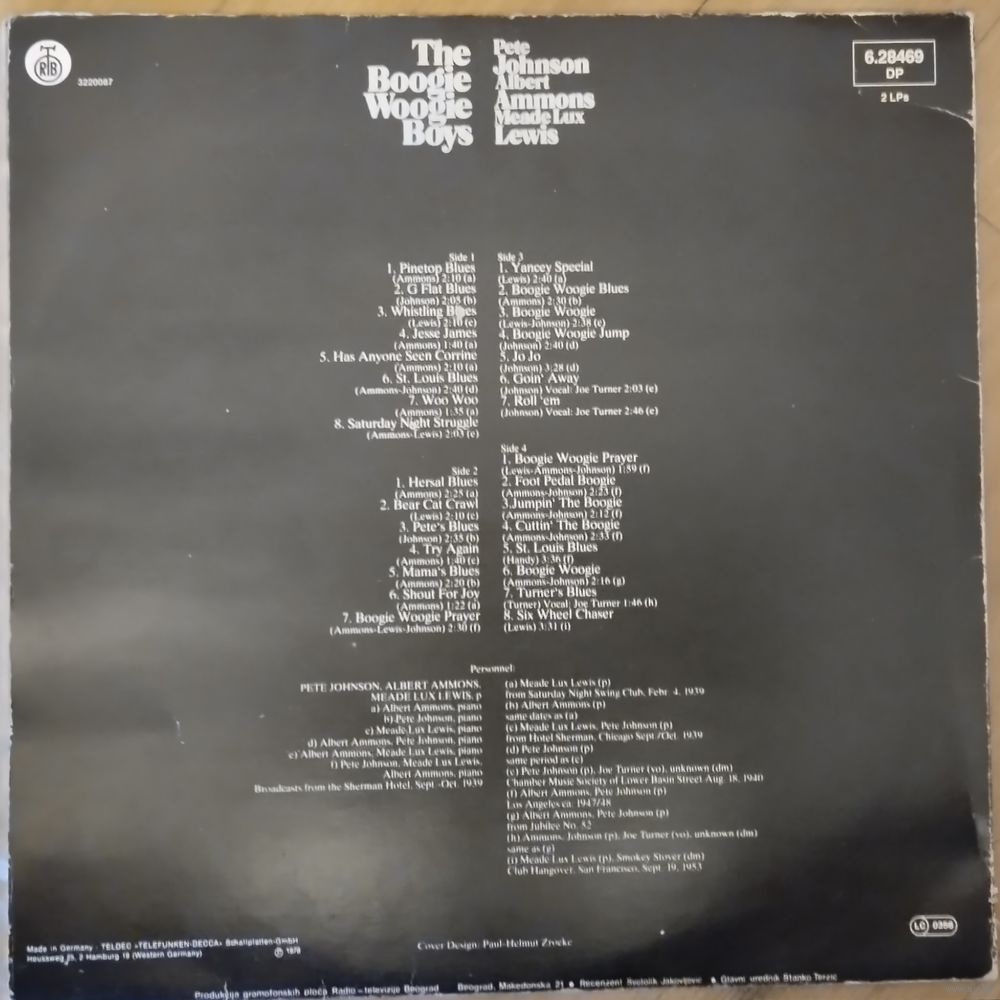 RTB
3220087
The
Boogie
Woogie
Boys
Pete
Johnson
Albert
Ammons
Meade Lux
Lewis
6.28469
DP
2 LPs
Side 1
1. Pinetop Blues
(Ammons) 2:10 (a)
2. G Flat Blues
(Johnson) 2:05 (b)
3. Whistling Blues
(Lewis) 2:10 (c)
4. Jesse James
(Ammons) 1:40 (a)
5. Has Anyone Seen Corrine
(Ammons) 2:10 (a)
6. St. Louis Blues
(Ammons-Johnson) 2:40 (d)
7. Woo Woo
(Ammons) 1:35 (a)
8. Saturday Night Struggle
(Ammons-Lewis) 2:03 (e)
Side 2
1. Hersal Blues
(Ammons) 2:25 (a)
2. Bear Cat Crawl
(Lewis) 2:10 (c)
3. Pete's Blues
(Johnson) 2:35 (b)
4. Try Again
(Ammons) 1:40 (c)
5. Mama's Blues
(Ammons) 2:20 (b)
6. Shout For Joy
(Ammons) 1:22 (a)
7. Boogie Woogie Prayer
(Ammons-Lewis-Johnson) 2:30 (f)
Side 3
1. Yancey Special
(Lewis) 2:40 (a)
2. Boogie Woogie Blues
(Ammons) 2:30 (b)
3. Boogie Woogie
(Lewis-Johnson) 2:38 (c)
4. Boogie Woogie Jump
(Johnson) 2:40 (d)
5. Jo Jo
(Johnson) 3:28 (d)
6. Goin' Away
(Johnson) Vocal: Joe Turner 2:03 (e)
7. Roll 'em
(Johnson) Vocal: Joe Turner 2:46 (e)
Side 4
1. Boogie Woogie Prayer
(Lewis-Ammons-Johnson) 1:59 (f)
2. Foot Pedal Boogie
(Ammons-Johnson) 2:23 (f)
3.Jumpin' The Boogie
(Ammons-Johnson) 2:12 (f)
4. Cuttin' The Boogie
(Ammons-Johnson) 2:33 (f)
5. St. Louis Blues
(Handy) 3:36 (f)
6. Boogie Woogie
(Ammons-Johnson) 2:16 (g)
7. Turner's Blues
(Turner) Vocal: Joe Turner 1:46 (h)
8. Six Wheel Chaser
(Lewis) 3:31 (i)
Personnel:
PETE JOHNSON, ALBERT AMMONS,
MEADE LUX LEWIS, p
a) Albert Ammons, piano
b) Pete Johnson, piano
c) Meade Lux Lewis, piano
d) Albert Ammons, Pete Johnson, piano
e) Albert Ammons, Meade Lux Lewis, piano
f) Pete Johnson, Meade Lux Lewis,
Albert Ammons, piano
Broadcasts from the Sherman Hotel, Sept.-Oct. 1939
(a) Meade Lux Lewis (p)
from Saturday Night Swing Club, Febr. 4, 1939
(b) Albert Ammons (p)
same dates as (a)
(c) Meade Lux Lewis, Pete Johnson (p)
from Hotel Sherman, Chicago Sept./Oct. 1939
(d) Pete Johnson (p)
same period as (c)
(e) Pete Johnson (p), Joe Turner (vo), unknown (dm)
Chamber Music Society of Lower Basin Street Aug. 18, 1940
(f) Albert Ammons, Pete Johnson (p)
Los Angeles ca. 1947/48
(g) Albert Ammons, Pete Johnson (p)
from Jubilee No. 52
(h) Ammons, Johnson (p), Joe Turner (vo), unknown (dm)
same as (g)
(i) Meade Lux Lewis (p), Smokey Stover (dm)
Club Hangover, San Francisco, Sept. 19, 1953
LC 0366
Made in Germany · TELDEC »TELEFUNKEN-DECCA« Schallplatten-GmbH
Heussweg 25, 2 Hamburg 19 (Western Germany) Ⓟ 1979
Cover Design: Paul-Helmut
Produkcija gramofonskih ploča Radio-televizije Beograd Beograd, Makedonska 21 ● Recenzent Svetolik Jakovljević ● Glavni urednik Stanko Terzić